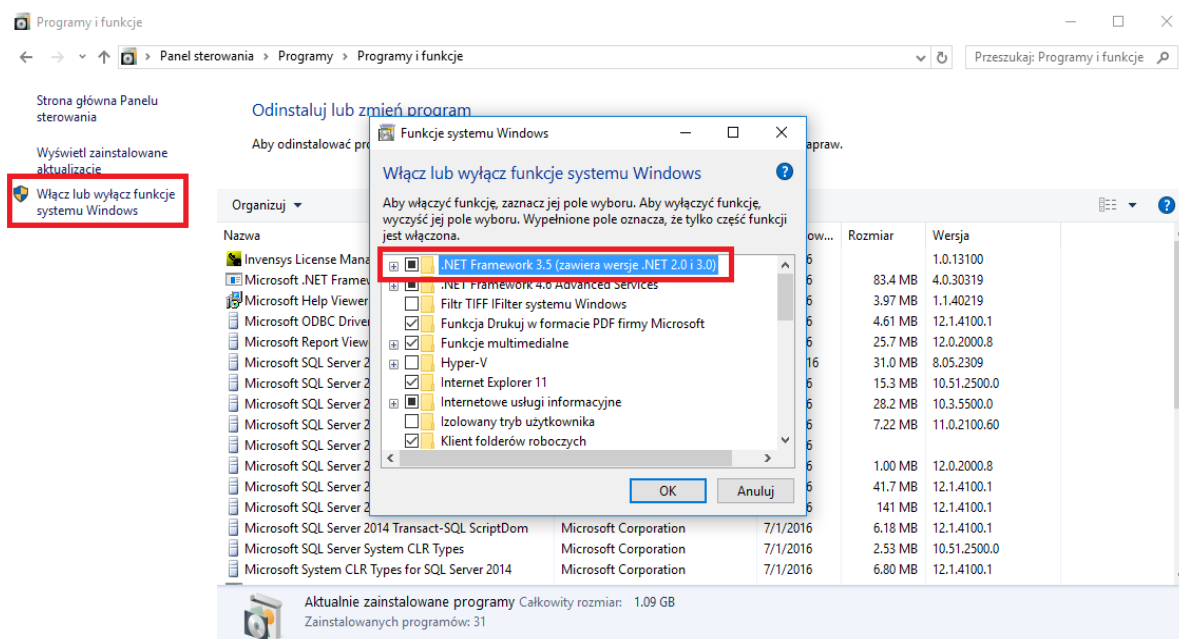 Programy i funkcje
Panel sterowania > Programy > Programy i funkcje
Przeszukaj: Programy i funkcje
Strona główna Panelu
sterowania
Wyświetl zainstalowane
aktualizacje
Włącz lub wyłącz funkcje
systemu Windows
Odinstaluj lub zmień program
Aby odinstalować
Organizuj
Nazwa
Rozmiar
Wersja
Invensys License
1.0.13100
Microsoft .NET
83.4 MB 4.0.30319
Microsoft Help Viewer
3.97 MB 1.1.40219
Microsoft ODBC
4.61 MB 12.1.4100.1
Microsoft Report
25.7 MB 12.0.2000.8
Microsoft SQL Server
31.0 MB 8.05.2309
Microsoft SQL Server
15.3 MB 10.51.2500.0
Microsoft SQL Server
28.2 MB 10.3.5500.0
Microsoft SQL Server
7.22 MB 11.0.2100.60
Microsoft SQL Server
Microsoft SQL Server
1.00 MB 12.0.2000.8
Microsoft SQL Server
41.7 MB 12.1.4100.1
Microsoft SQL Server
141 MB 12.1.4100.1
Microsoft SQL Server 2014 Transact-SQL ScriptDom Microsoft Corporation 7/1/2016 6.18 MB 12.1.4100.1
Microsoft SQL Server System CLR Types Microsoft Corporation 7/1/2016 2.53 MB 10.51.2500.0
Microsoft System CLR Types for SQL Server 2014 Microsoft Corporation 7/1/2016 6.80 MB 12.1.4100.1
Funkcje systemu Windows
Włącz lub wyłącz funkcje systemu Windows
Aby włączyć funkcję, zaznacz jej pole wyboru. Aby wyłączyć funkcję,
wyczyść jej pole wyboru. Wypełnione pole oznacza, że tylko część funkcji
jest włączona.
.NET Framework 3.5 (zawiera wersje .NET 2.0 i 3.0)
.NET Framework 4.6 Advanced Services
Filtr TIFF IFilter systemu Windows
Funkcja Drukuj w formacie PDF firmy Microsoft
Funkcje multimedialne
Hyper-V
Internet Explorer 11
Internetowe usługi informacyjne
Izolowany tryb użytkownika
Klient folderów roboczych
OK
Anuluj
Aktualnie zainstalowane programy Całkowity rozmiar: 1.09 GB
Zainstalowanych programów: 31